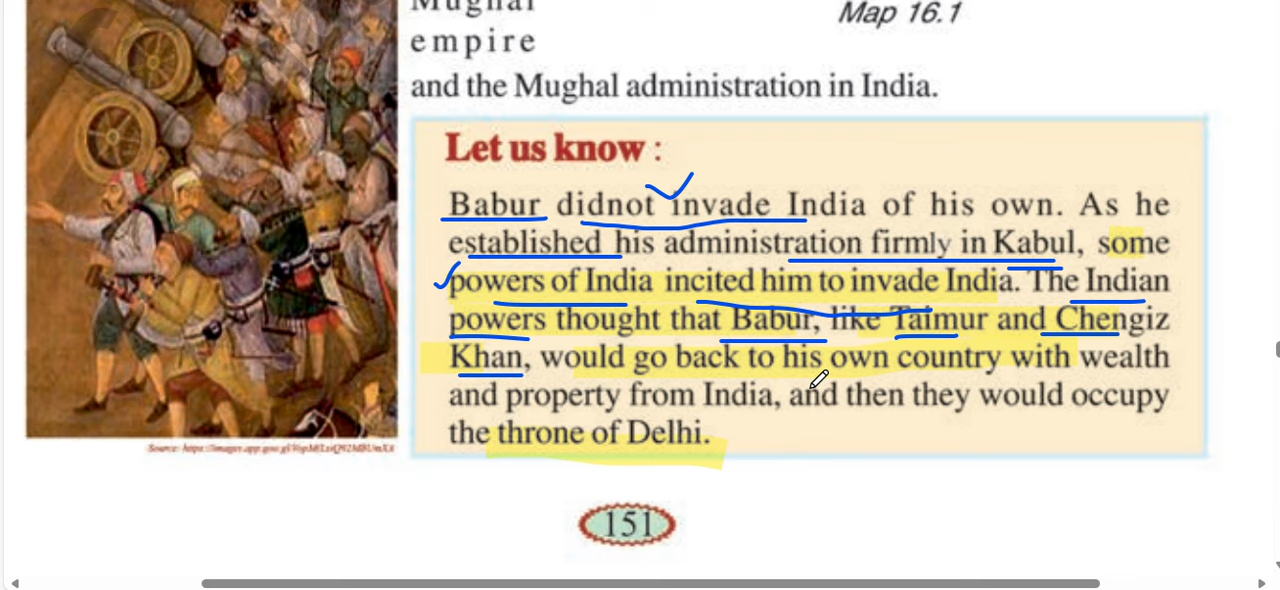 Mughal
Map 16.1
empire
and the Mughal administration in India.
Let us know :
Babur didnot invade India of his own. As he
established his administration firmly in Kabul, some
powers of India incited him to invade India. The Indian
powers thought that Babur, like Taimur and Chengiz
Khan, would go back to his own country with wealth
and property from India, and then they would occupy
the throne of Delhi.
151